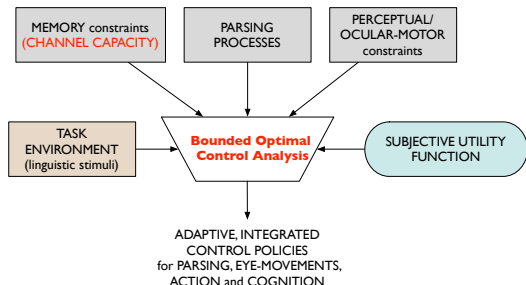 MEMORY constraints
(CHANNEL CAPACITY)
PARSING
PROCESSES
PERCEPTUAL/
OCULAR-MOTOR
constraints
TASK
ENVIRONMENT
(linguistic stimuli)
Bounded Optimal
Control Analysis
SUBJECTIVE UTILITY
FUNCTION
ADAPTIVE, INTEGRATED
CONTROL POLICIES
for PARSING, EYE-MOVEMENTS,
ACTION and COGNITION